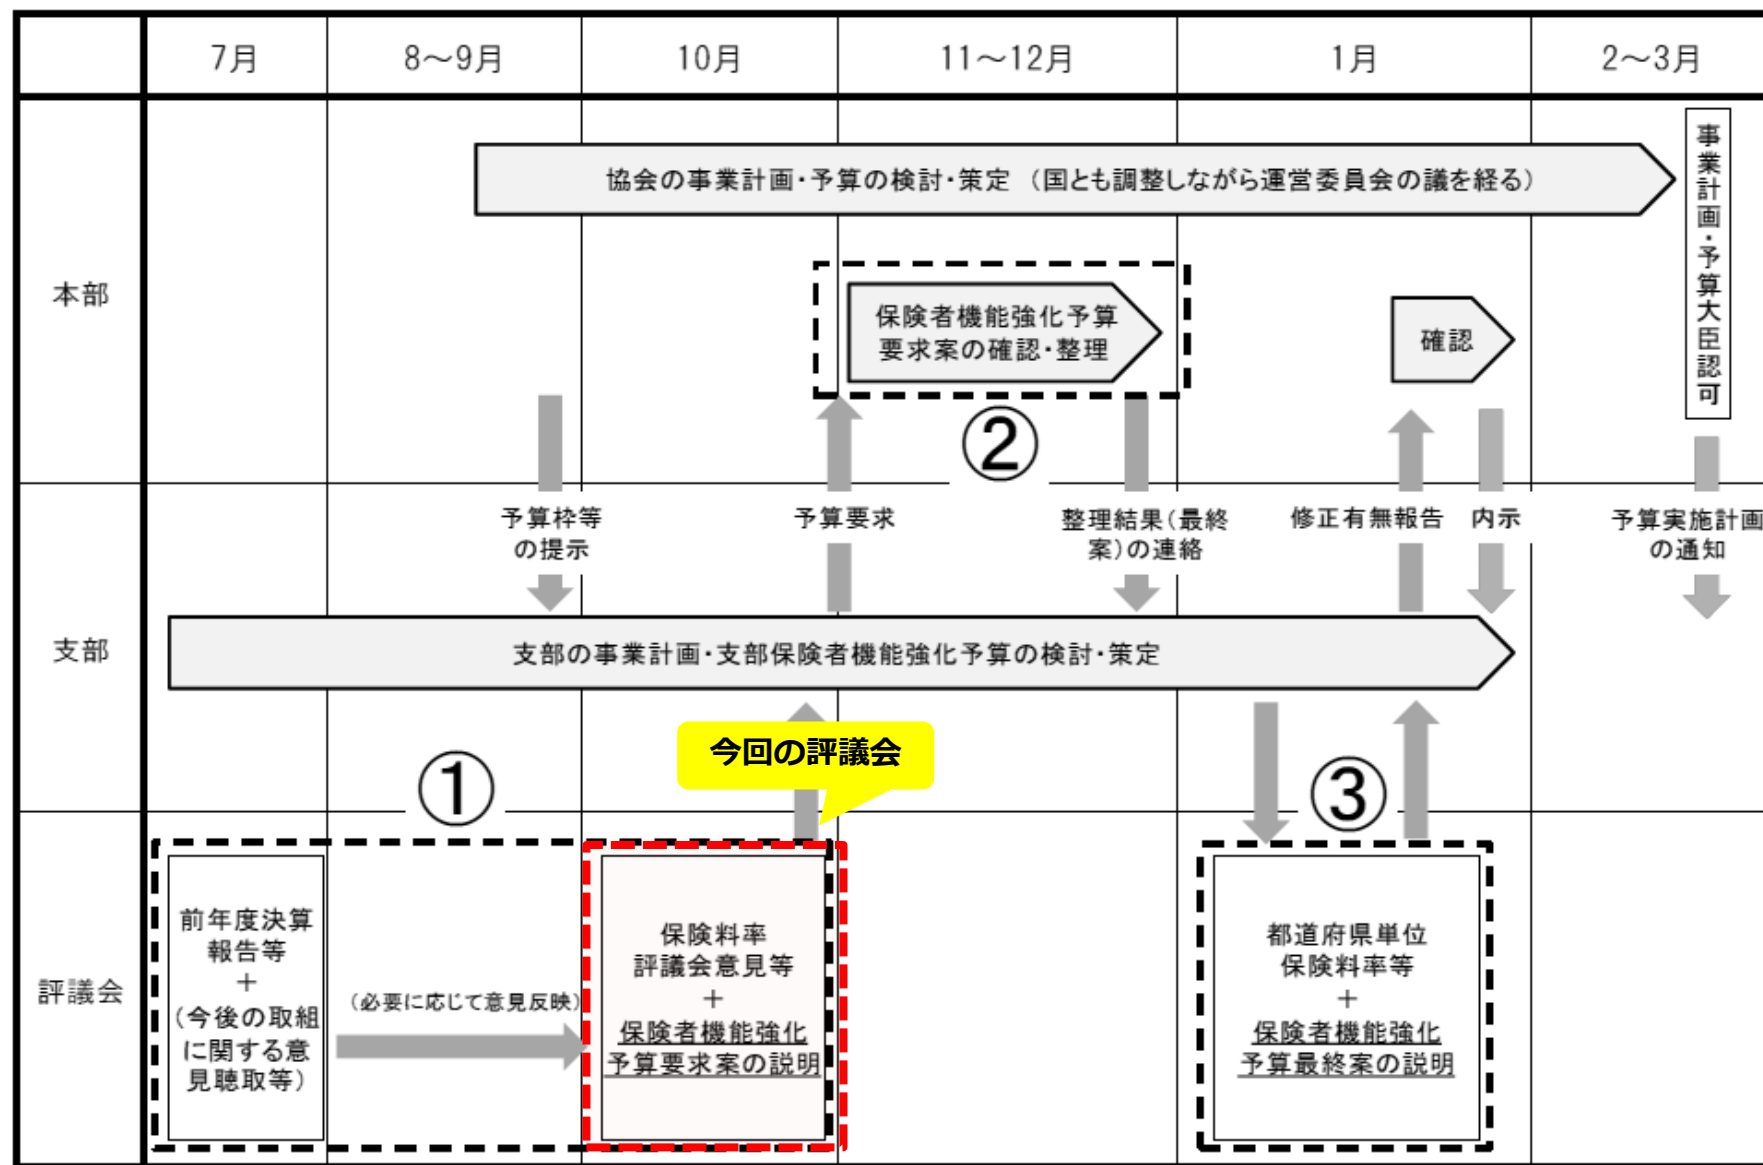 7月
8～9月
10月
11～12月
1月
2～3月
本部
協会の事業計画・予算の検討・策定 （国とも調整しながら運営委員会の議を経る）
事業計画・予算大臣認可
保険者機能強化予算
要求案の確認・整理
確認
②
予算枠等
の提示
予算要求
整理結果（最終
案）の連絡
修正有無報告
内示
予算実施計画
の通知
支部
支部の事業計画・支部保険者機能強化予算の検討・策定
今回の評議会
①
③
評議会
前年度決算
報告等
＋
（今後の取組
に関する意
見聴取等）
（必要に応じて意見反映）
保険料率
評議会意見等
＋
保険者機能強化
予算要求案の説明
都道府県単位
保険料率等
＋
保険者機能強化
予算最終案の説明